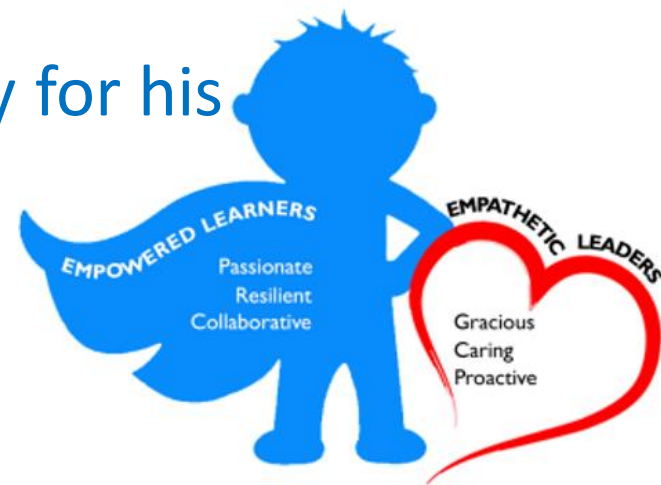 y for his
EMPOWERED LEARNERS
Passionate
Resilient
Collaborative
EMPATHETIC LEADERS
Gracious
Caring
Proactive